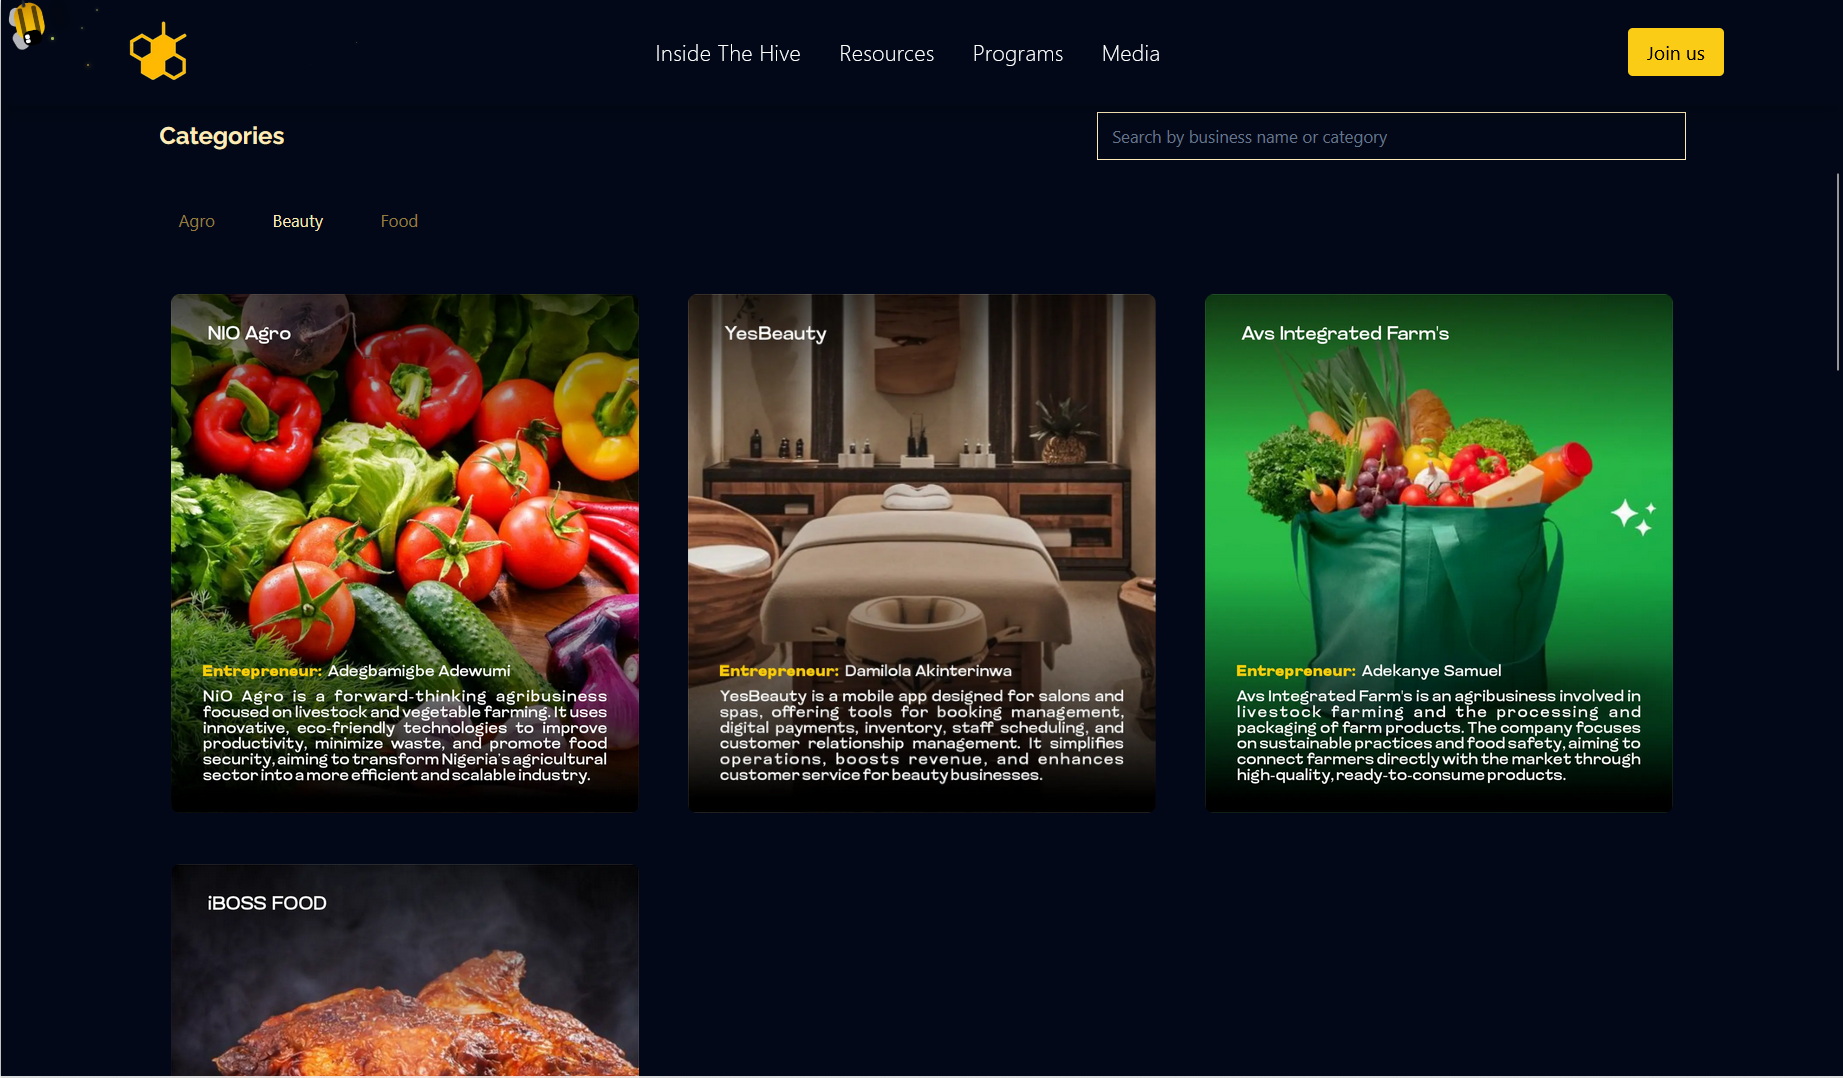 Inside The Hive Resources Programs Media Join us
Categories
Search by business name or category
Agro Beauty Food
NIO Agro
Entrepreneur: Adegbamigbe Adewumi
NiO Agro is a forward-thinking agribusiness
focused on livestock and vegetable farming. It uses
innovative, eco-friendly technologies to improve
productivity, minimize waste, and promote food
security, aiming to transform Nigeria's agricultural
sector into a more efficient and scalable industry.
YesBeauty
Entrepreneur: Damilola Akinterinwa
YesBeauty is a mobile app designed for salons and
spas, offering tools for booking management,
digital payments, inventory, staff scheduling, and
customer relationship management. It simplifies
operations, boosts revenue, and enhances
customer service for beauty businesses.
Avs Integrated Farm's
Entrepreneur: Adekanye Samuel
Avs Integrated Farm's is an agribusiness involved in
livestock farming and the processing and
packaging of farm products. The company focuses
on sustainable practices and food safety, aiming to
connect farmers directly with the market through
high-quality, ready-to-consume products.
iBOSS FOOD